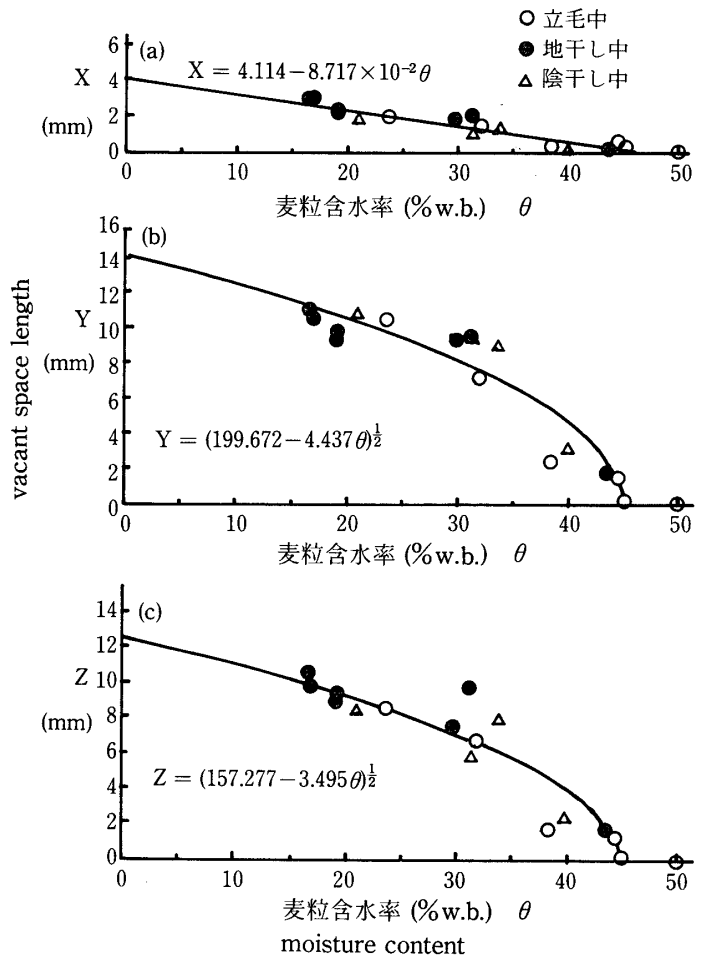 ○ 立毛中
● 地干し中
△ 陰干し中
(a)
X = 4.114−8.717×10⁻²θ
X
(mm)
6
4
2
0
0 10 20 30 40 50
麦粒含水率 (%w.b.) θ
(b)
Y
(mm)
16
14
12
10
8
6
4
2
0
Y = (199.672−4.437θ)^½
0 10 20 30 40 50
麦粒含水率 (%w.b.) θ
vacant space length
(c)
Z
(mm)
14
12
10
8
6
4
2
0
Z = (157.277−3.495θ)^½
0 10 20 30 40 50
麦粒含水率 (%w.b.) θ
moisture content